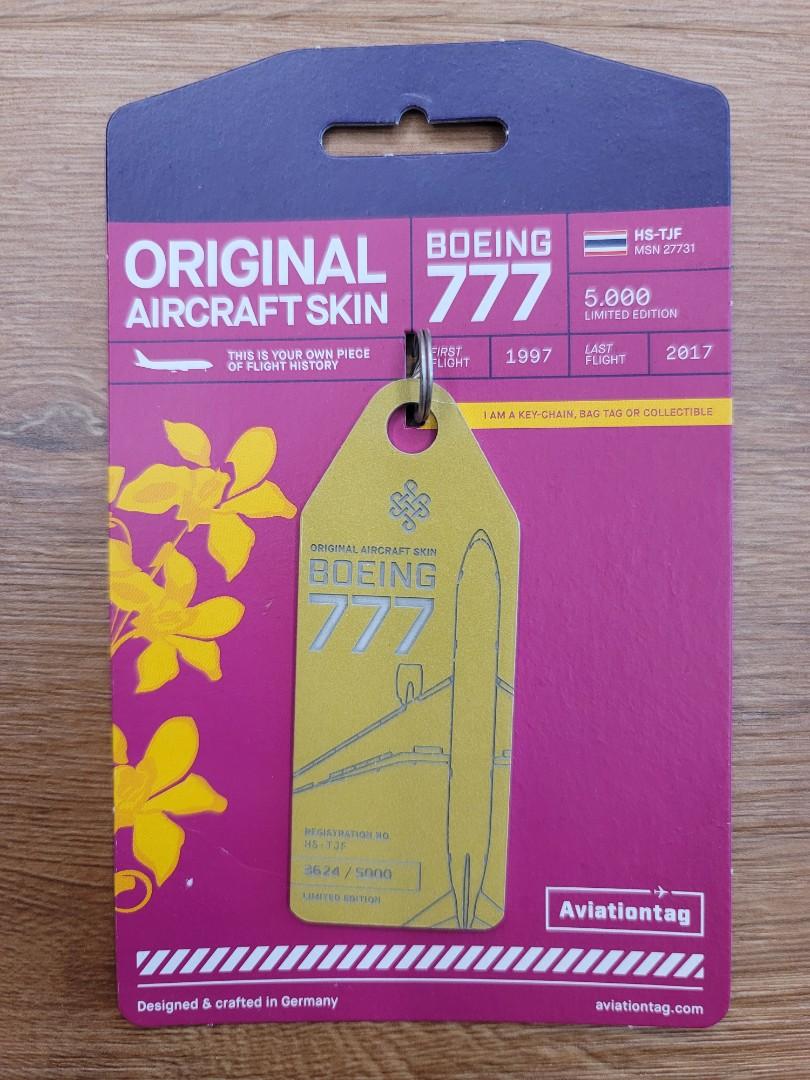 ORIGINAL
AIRCRAFT SKIN
BOEING
777
HS-TJF
MSN 27731
5.000
LIMITED EDITION
THIS IS YOUR OWN PIECE
OF FLIGHT HISTORY
FIRST
FLIGHT
1997
LAST
FLIGHT
2017
I AM A KEY-CHAIN, BAG TAG OR COLLECTIBLE
ORIGINAL AIRCRAFT SKIN
BOEING
777
REGISTRATION NO.
HS-TJF
3624 / 5000
LIMITED EDITION
Aviationtag
Designed & crafted in Germany
aviationtag.com